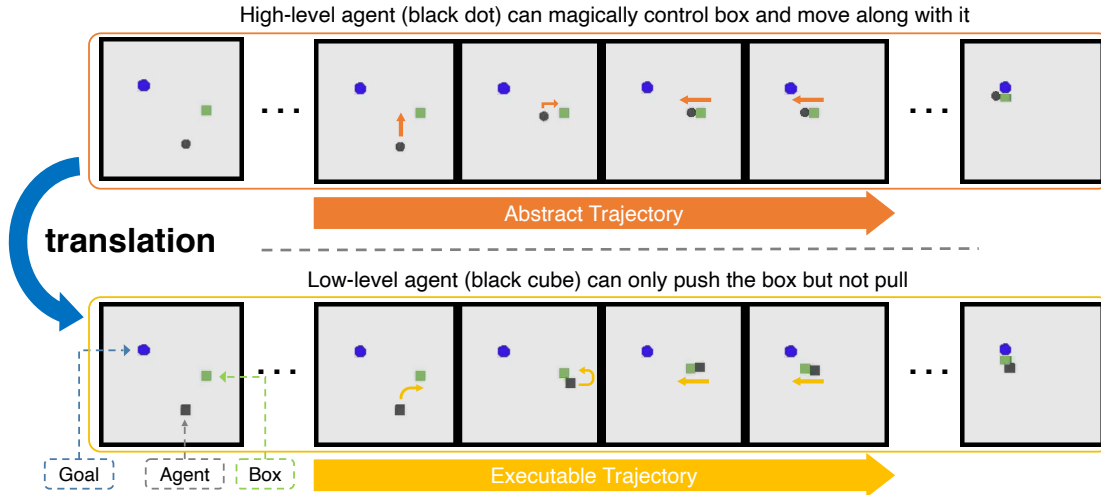 High-level agent (black dot) can magically control box and move along with it
. . .
. . .
Abstract Trajectory
translation
Low-level agent (black cube) can only push the box but not pull
. . .
. . .
Goal
Agent
Box
Executable Trajectory